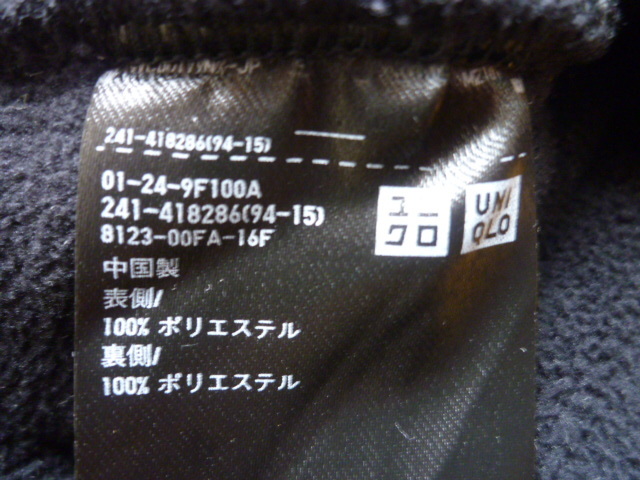 241-418286(94-15)
01-24-9F100A
241-418286(94-15)
8123-00FA-16F
ユニ
クロ
UNI
QLO
中国製
表側/
100% ポリエステル
裏側/
100% ポリエステル